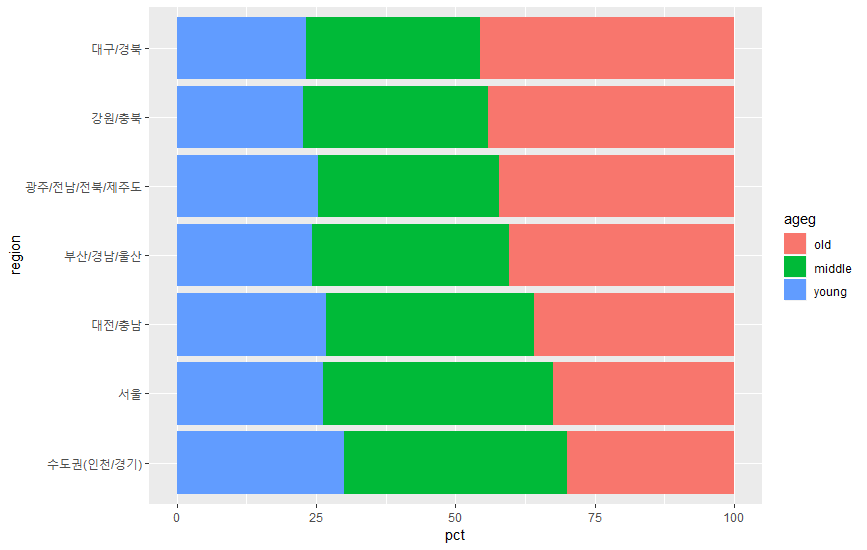 대구/경북
강원/충북
광주/전남/전북/제주도
부산/경남/울산
대전/충남
서울
수도권(인천/경기)
region
0 25 50 75 100
pct
ageg
old
middle
young